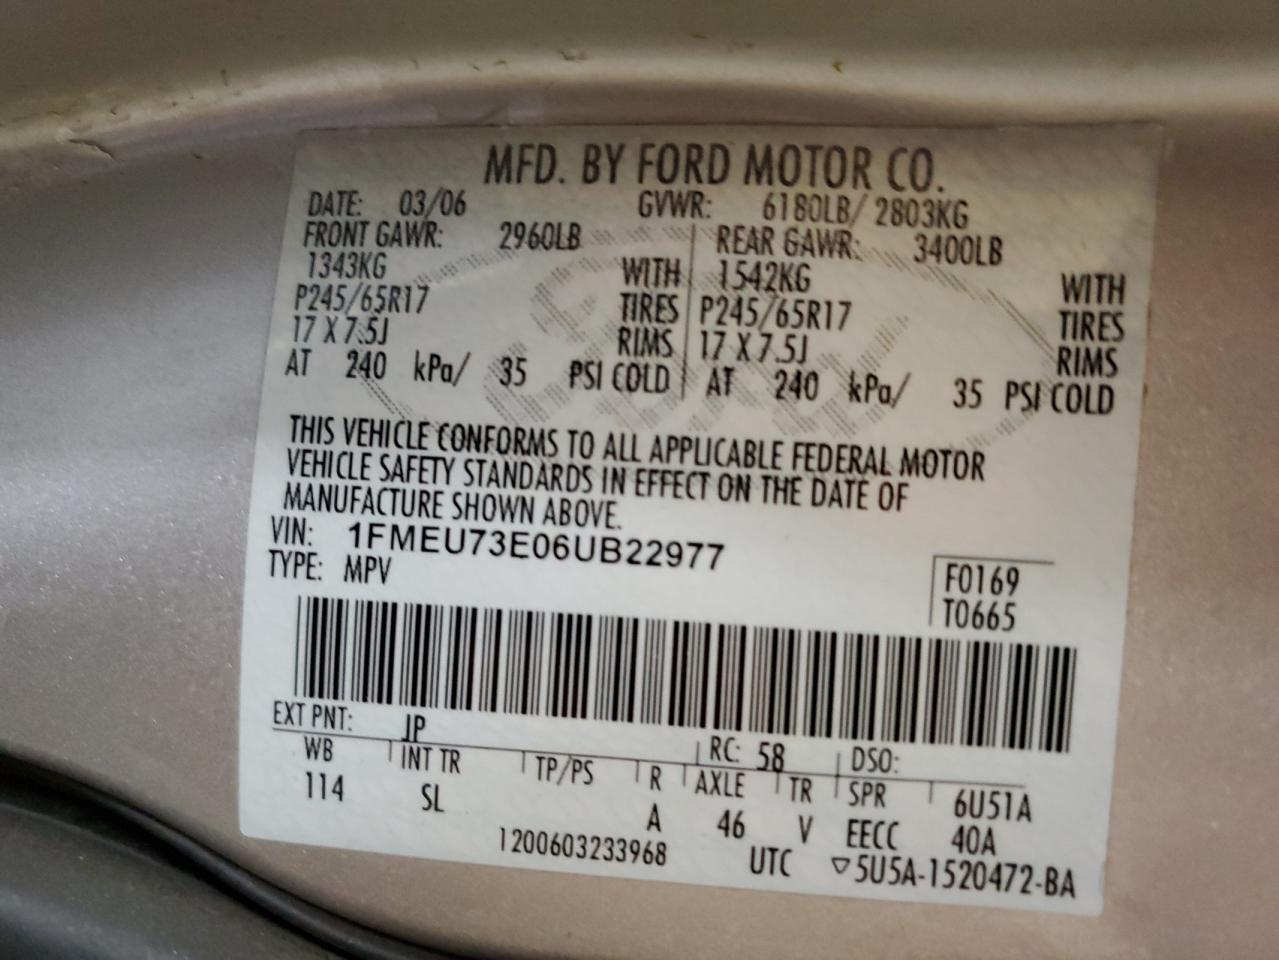 MFD. BY FORD MOTOR CO.
DATE: 03/06 GVWR: 6180LB/ 2803KG
FRONT GAWR: 2960LB REAR GAWR: 3400LB
1343KG WITH 1542KG WITH
P245/65R17 TIRES P245/65R17 TIRES
17 X 7.5J RIMS 17 X 7.5J RIMS
AT 240 kPa/ 35 PSI COLD AT 240 kPa/ 35 PSI COLD
THIS VEHICLE CONFORMS TO ALL APPLICABLE FEDERAL MOTOR
VEHICLE SAFETY STANDARDS IN EFFECT ON THE DATE OF
MANUFACTURE SHOWN ABOVE.
VIN: 1FMEU73E06UB22977
TYPE: MPV F0169
T0665
EXT PNT: JP RC: 58 DSO:
WB INT TR TP/PS R AXLE TR SPR 6U51A
114 SL A 46 V EECC 40A
1200603233968 UTC ▽5U5A-1520472-BA